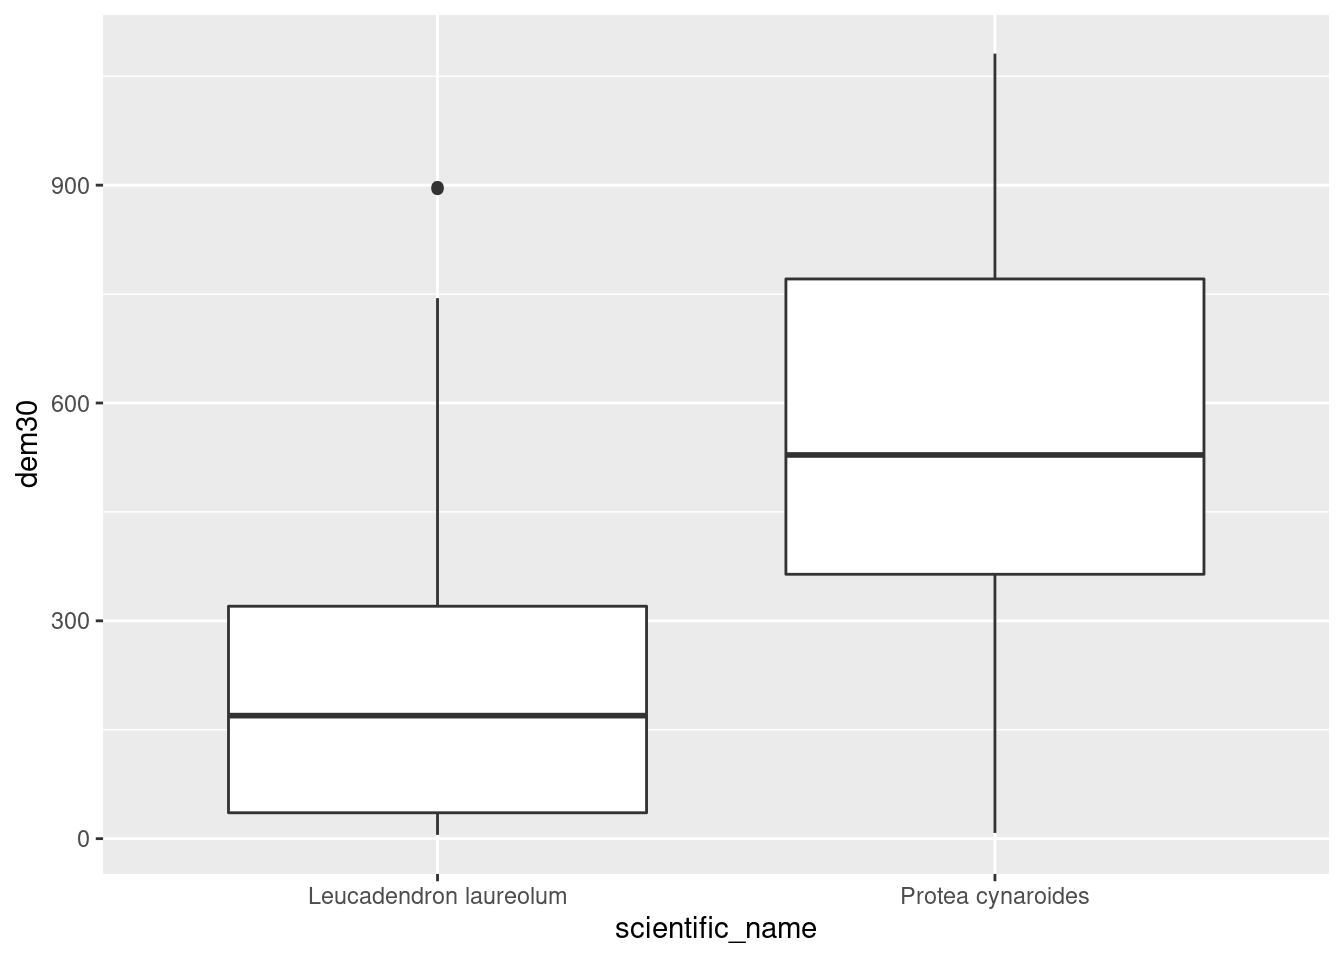 900
600
300
0
dem30
Leucadendron laureolum
Protea cynaroides
scientific_name